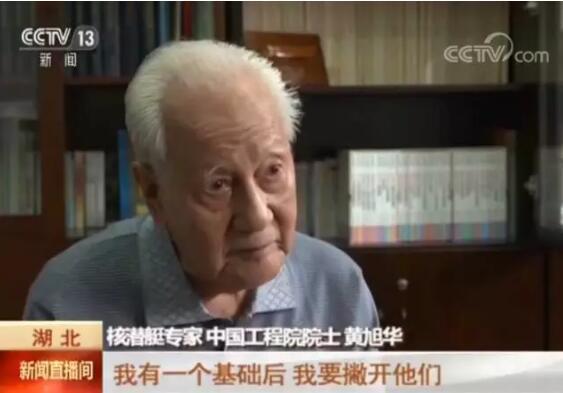 CCTV 13
新闻
CCTV.com
湖北
核潜艇专家 中国工程院院士 黄旭华
新闻直播间
我有一个基础后 我要撇开他们